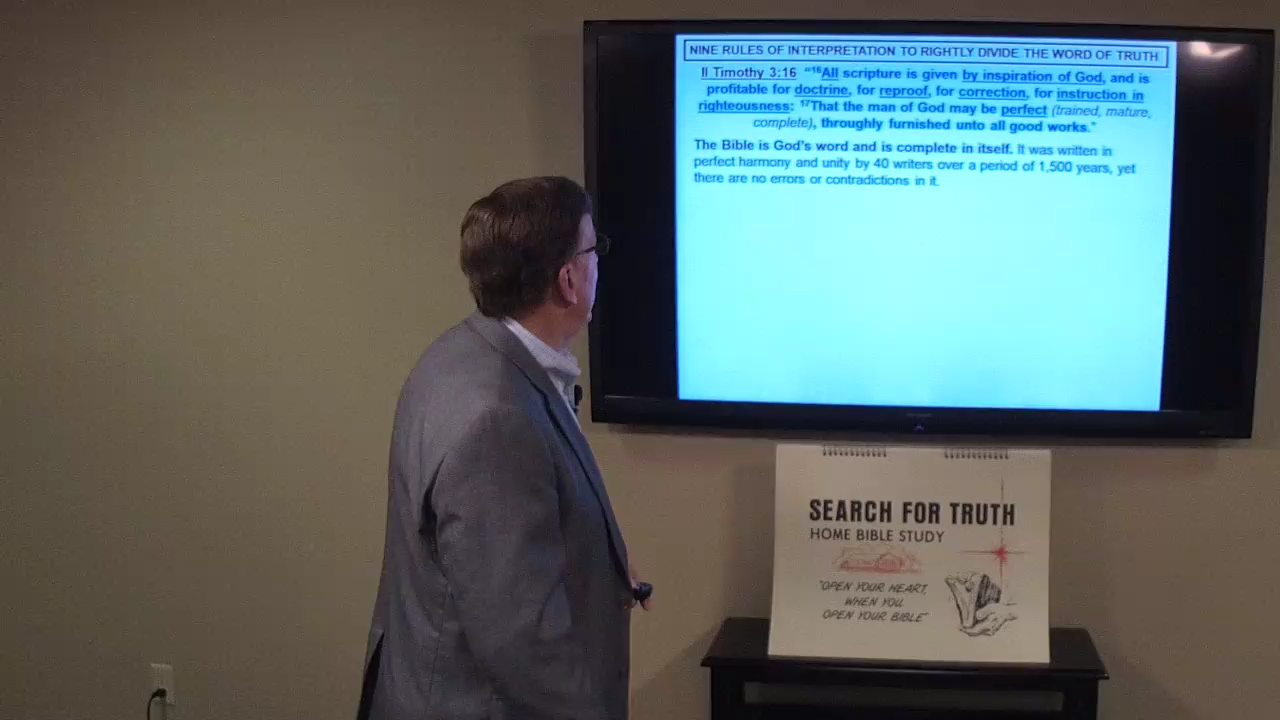 NINE RULES OF INTERPRETATION TO RIGHTLY DIVIDE THE WORD OF TRUTH
II Timothy 3:16 "16All scripture is given by inspiration of God, and is
profitable for doctrine, for reproof, for correction, for instruction in
righteousness: 17That the man of God may be perfect (trained, mature,
complete), throughly furnished unto all good works."
The Bible is God's word and is complete in itself. It was written in
perfect harmony and unity by 40 writers over a period of 1,500 years, yet
there are no errors or contradictions in it.
SEARCH FOR TRUTH
HOME BIBLE STUDY
"OPEN YOUR HEART,
WHEN YOU
OPEN YOUR BIBLE"